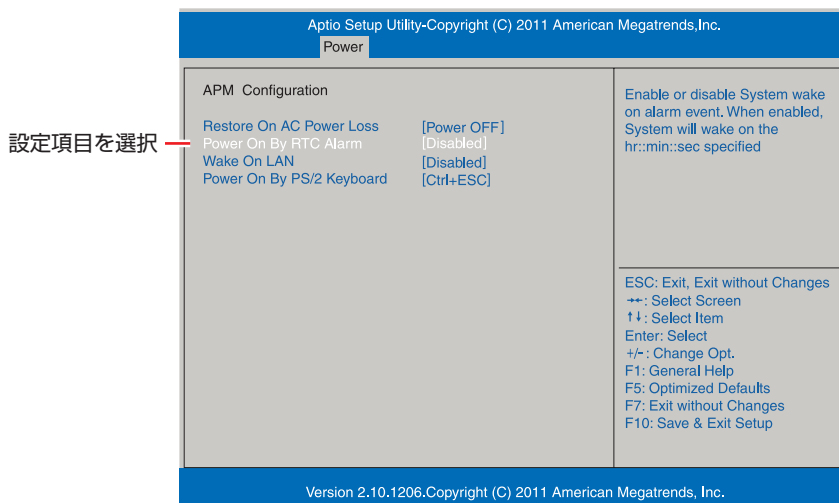 Aptio Setup Utility-Copyright (C) 2011 American Megatrends,Inc.
Power
APM Configuration
Restore On AC Power Loss [Power OFF]
Power On By RTC Alarm [Disabled]
Wake On LAN [Disabled]
Power On By PS/2 Keyboard [Ctrl+ESC]
設定項目を選択
Enable or disable System wake
on alarm event. When enabled,
System will wake on the
hr::min::sec specified
ESC: Exit, Exit without Changes
→←: Select Screen
↑↓: Select Item
Enter: Select
+/-: Change Opt.
F1: General Help
F5: Optimized Defaults
F7: Exit without Changes
F10: Save & Exit Setup
Version 2.10.1206.Copyright (C) 2011 American Megatrends, Inc.